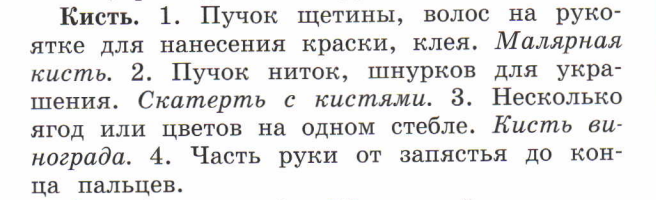 Кисть. 1. Пучок щетины, волос на руко-
ятке для нанесения краски, клея. Малярная
кисть. 2. Пучок ниток, шнурков для укра-
шения. Скатерть с кистями. 3. Несколько
ягод или цветов на одном стебле. Кисть ви-
нограда. 4. Часть руки от запястья до кон-
ца пальцев.